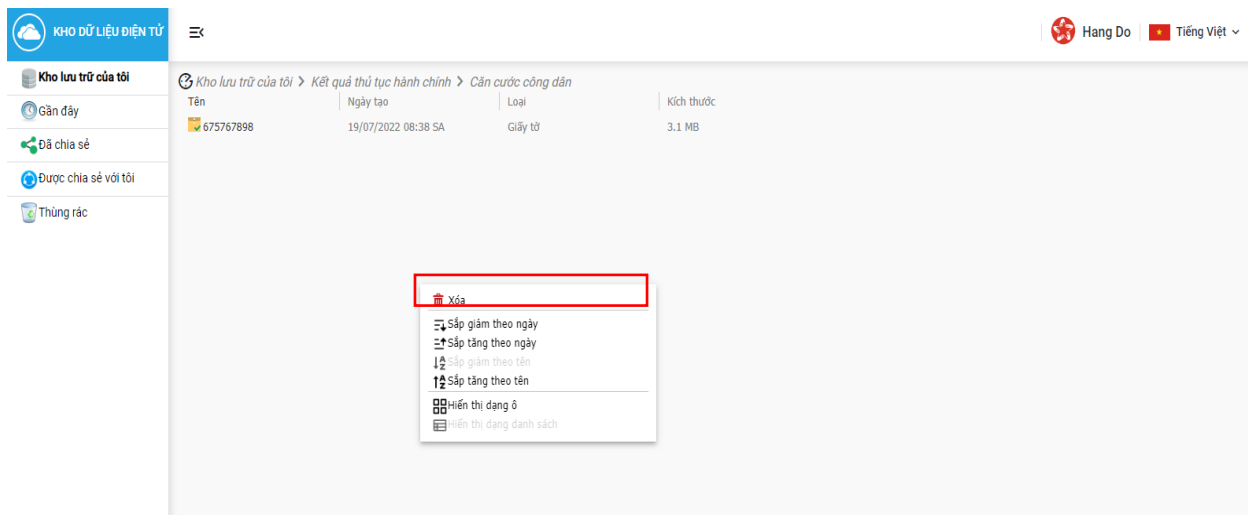 KHO DỮ LIỆU ĐIỆN TỬ
Hang Do
Tiếng Việt
Kho lưu trữ của tôi
Gần đây
Đã chia sẻ
Được chia sẻ với tôi
Thùng rác
Kho lưu trữ của tôi > Kết quả thủ tục hành chính > Căn cước công dân
Tên Ngày tạo Loại Kích thước
675767898 19/07/2022 08:38 SA Giấy tờ 3.1 MB
Xóa
Sắp giảm theo ngày
Sắp tăng theo ngày
Sắp giảm theo tên
Sắp tăng theo tên
Hiển thị dạng ô
Hiển thị dạng danh sách